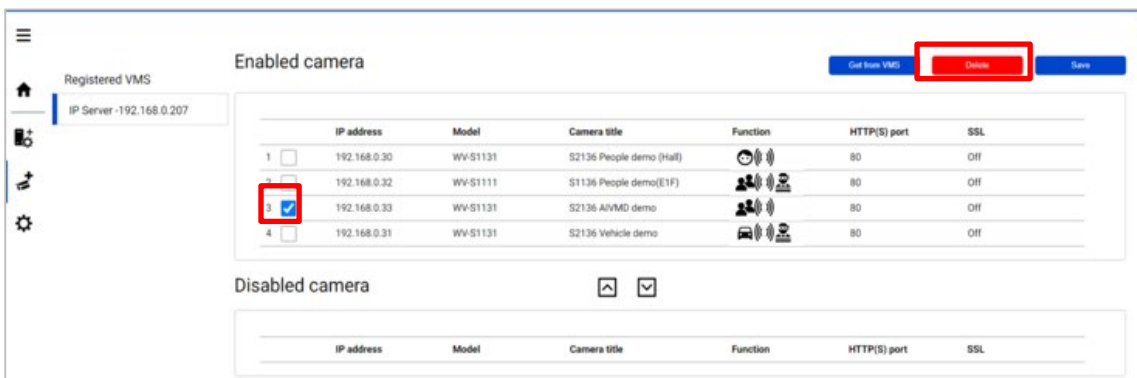 Enabled camera
Get from VMS Delete Save
Registered VMS
IP Server -192.168.0.207
IP address Model Camera title Function HTTP(S) port SSL
1 192.168.0.30 WV-S1131 S2136 People demo (Hall) 80 Off
2 192.168.0.32 WV-S1111 S1136 People demo(E1F) 80 Off
3 192.168.0.33 WV-S1131 S2136 AIVMD demo 80 Off
4 192.168.0.31 WV-S1131 S2136 Vehicle demo 80 Off
Disabled camera
IP address Model Camera title Function HTTP(S) port SSL